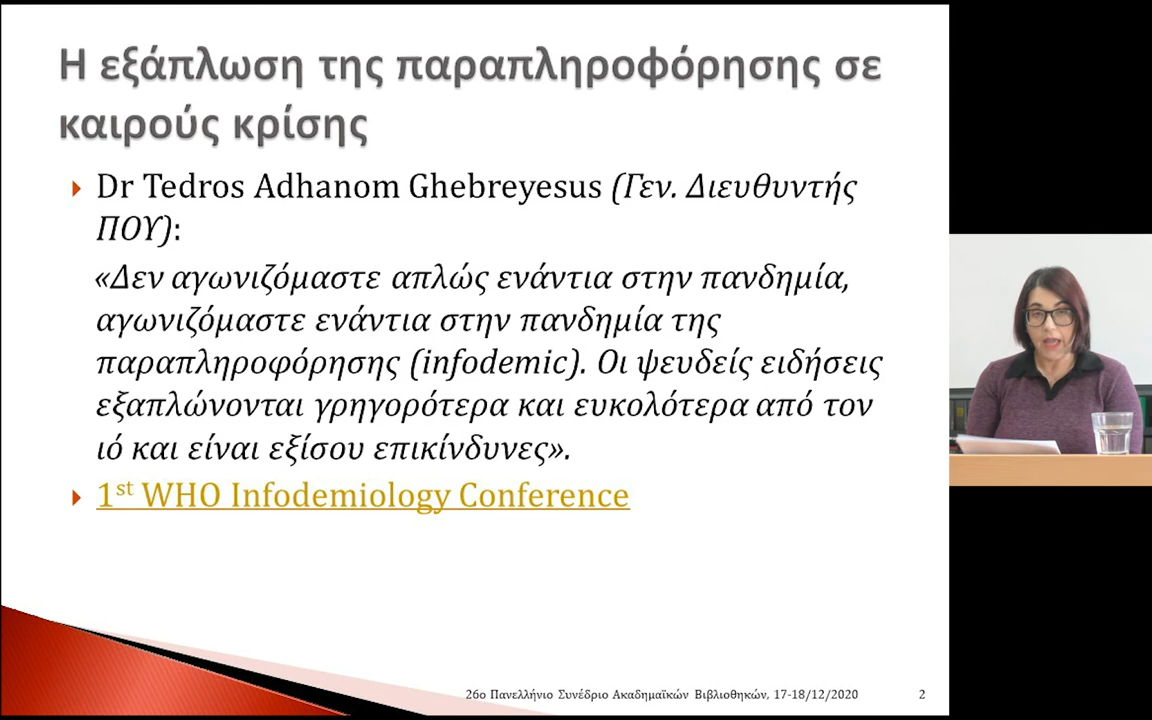 Η εξάπλωση της παραπληροφόρησης σε
καιρούς κρίσης
Dr Tedros Adhanom Ghebreyesus (Γεν. Διευθυντής
ΠΟΥ):
«Δεν αγωνιζόμαστε απλώς ενάντια στην πανδημία,
αγωνιζόμαστε ενάντια στην πανδημία της
παραπληροφόρησης (infodemic). Οι ψευδείς ειδήσεις
εξαπλώνονται γρηγορότερα και ευκολότερα από τον
ιό και είναι εξίσου επικίνδυνες».
1st WHO Infodemiology Conference
26ο Πανελλήνιο Συνέδριο Ακαδημαϊκών Βιβλιοθηκών, 17-18/12/2020 2